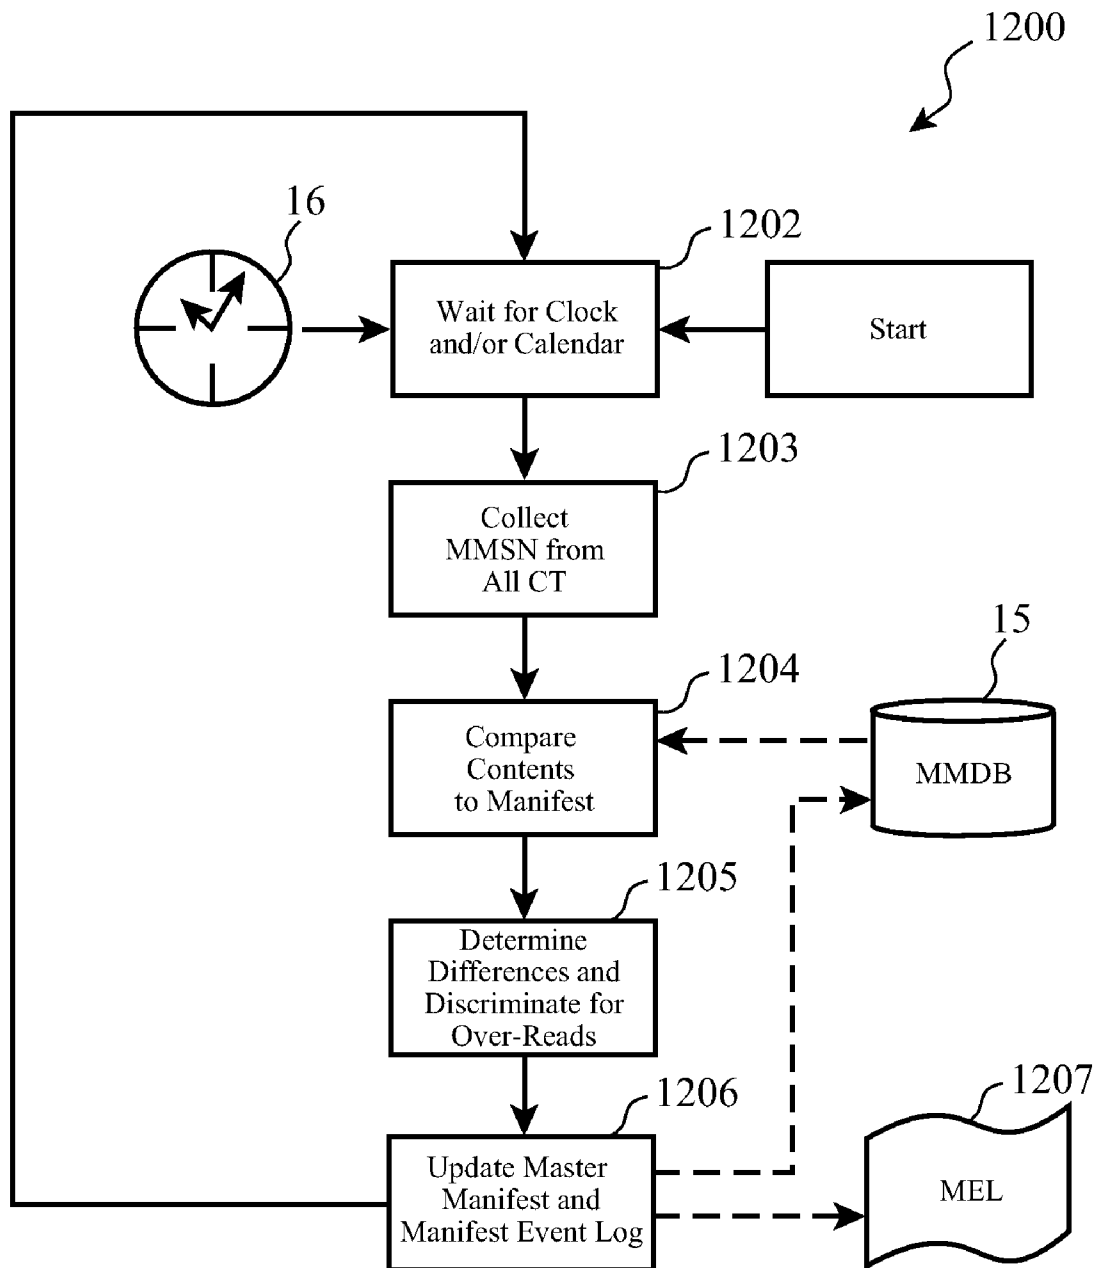 1200
16
1202
Wait for Clock
and/or Calendar
Start
1203
Collect
MMSN from
All CT
15
1204
Compare
Contents
to Manifest
MMDB
1205
Determine
Differences and
Discriminate for
Over-Reads
1206
1207
Update Master
Manifest and
Manifest Event Log
MEL